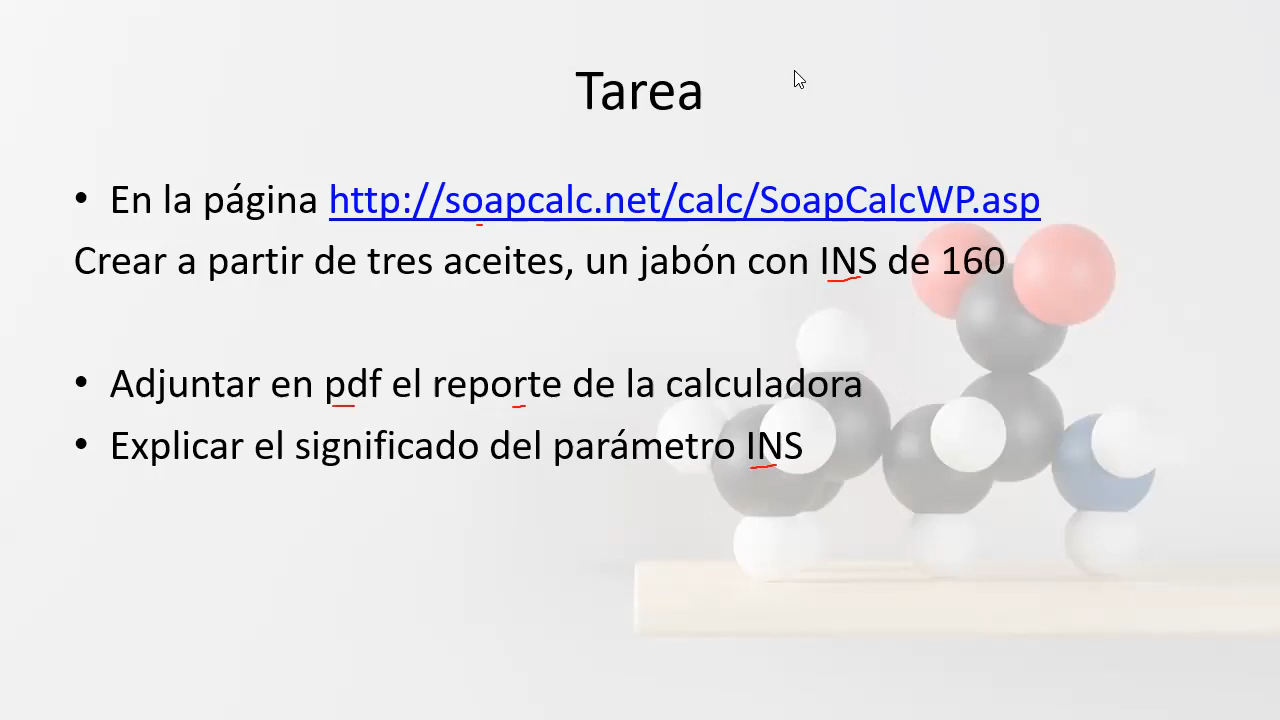 Tarea
• En la página http://soapcalc.net/calc/SoapCalcWP.asp
Crear a partir de tres aceites, un jabón con INS de 160
• Adjuntar en pdf el reporte de la calculadora
• Explicar el significado del parámetro INS